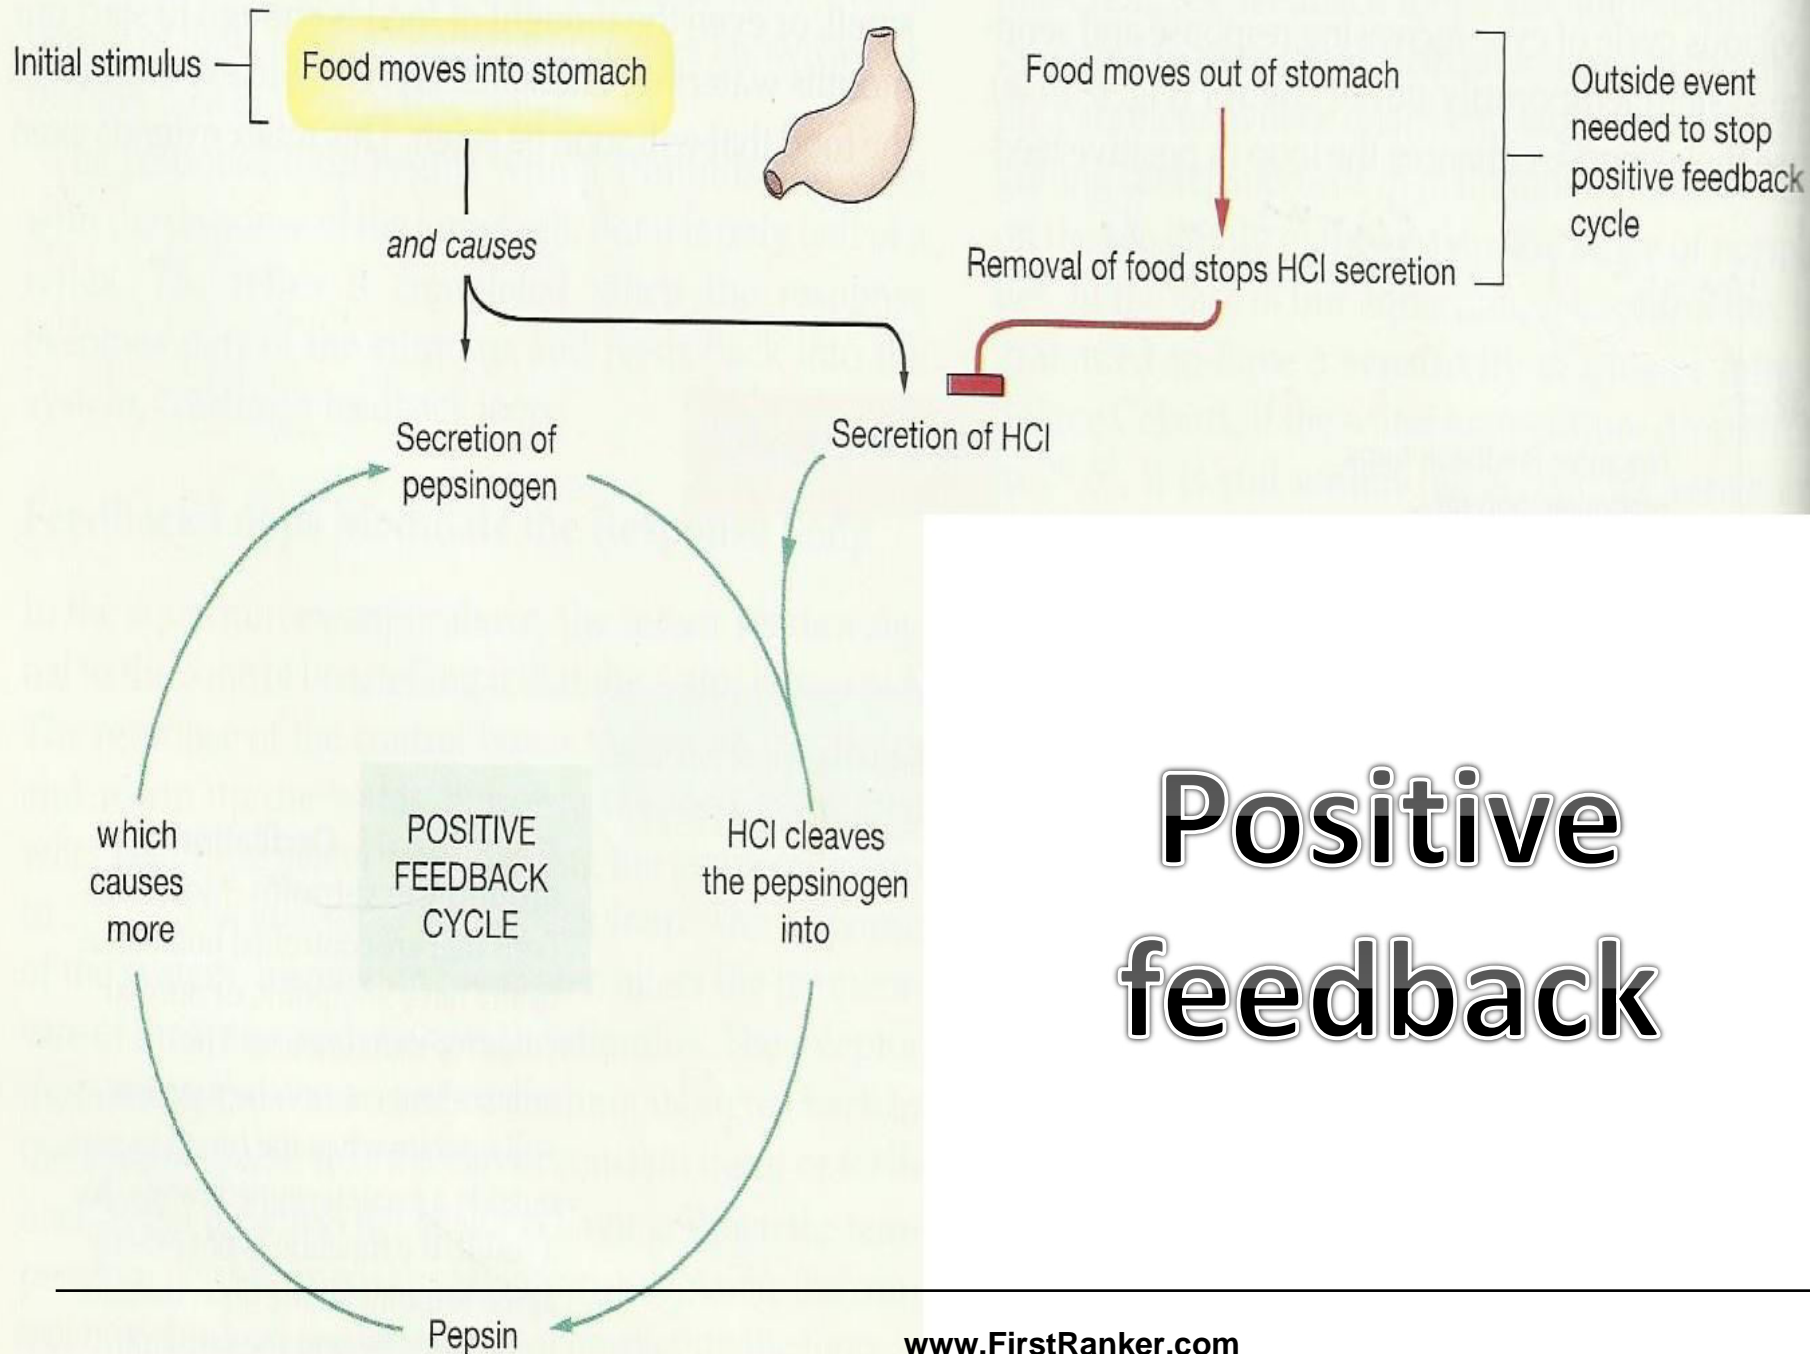 Initial stimulus
Food moves into stomach
Food moves out of stomach
Outside event
needed to stop
positive feedback
cycle
and causes
Removal of food stops HCl secretion
Secretion of
pepsinogen
Secretion of HCl
which
causes
more
POSITIVE
FEEDBACK
CYCLE
HCl cleaves
the pepsinogen
into
Pepsin
Positive
feedback
www.FirstRanker.com